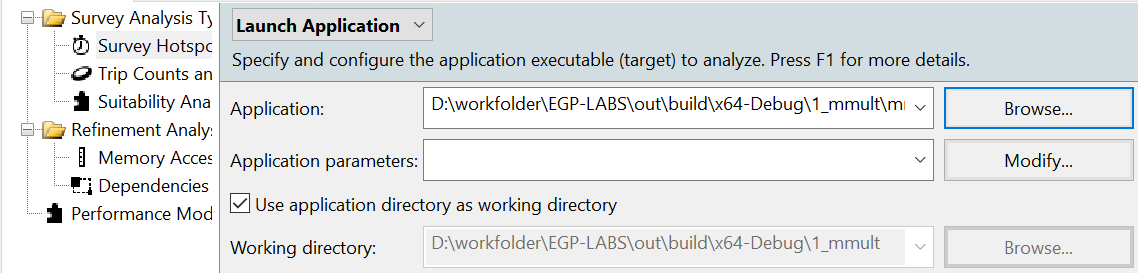 Survey Analysis Ty
Survey Hotspo
Trip Counts an
Suitability Ana
Refinement Analys
Memory Acces
Dependencies
Performance Mod
Launch Application
Specify and configure the application executable (target) to analyze. Press F1 for more details.
Application: D:\workfolder\EGP-LABS\out\build\x64-Debug\1_mmult\m Browse...
Application parameters: Modify...
Use application directory as working directory
Working directory: D:\workfolder\EGP-LABS\out\build\x64-Debug\1_mmult Browse...